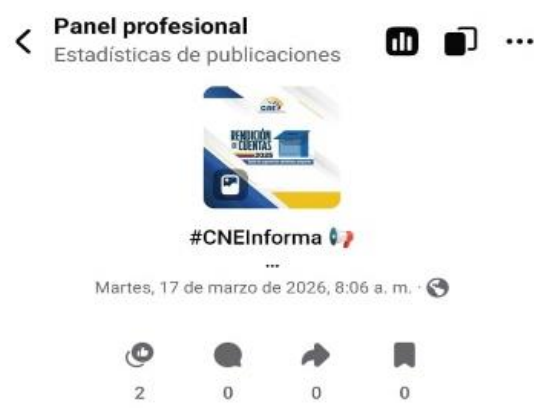 Panel profesional
Estadísticas de publicaciones
CNE
RENDICIÓN
DE CUENTAS
2025
#CNEInforma
...
Martes, 17 de marzo de 2026, 8:06 a. m. ·
2 0 0 0